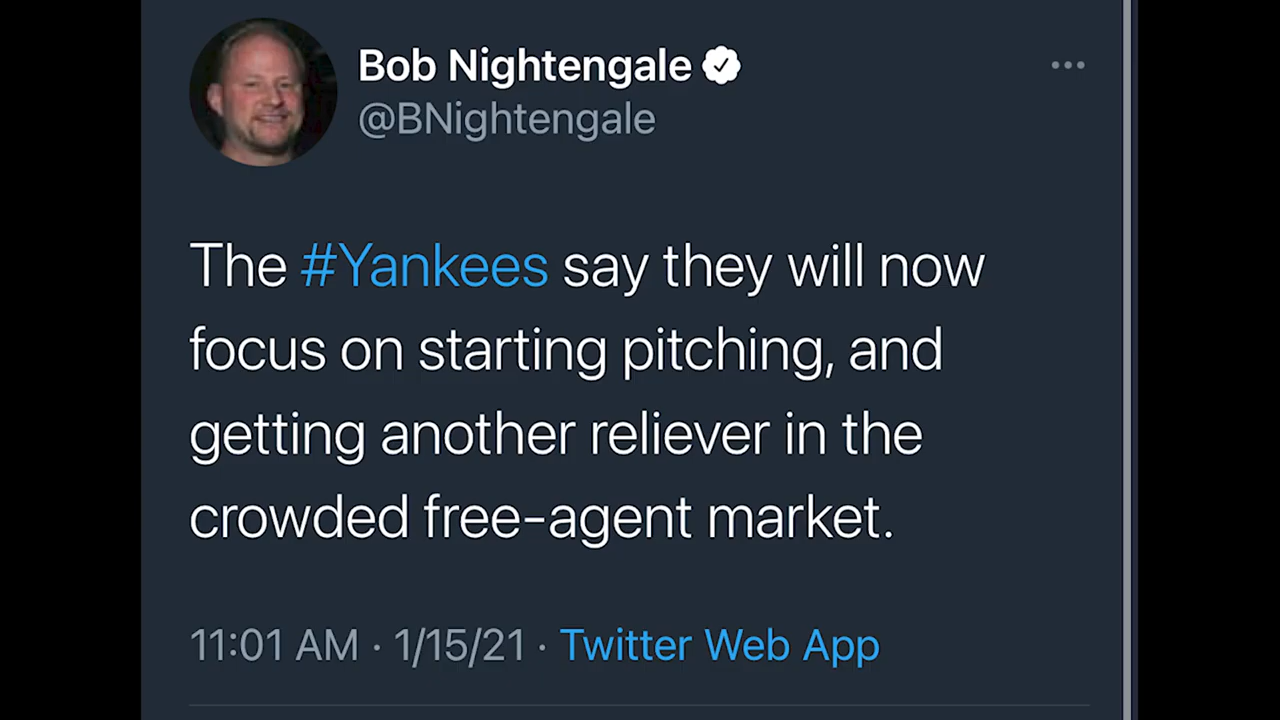 Bob Nightengale
@BNightengale
The #Yankees say they will now
focus on starting pitching, and
getting another reliever in the
crowded free-agent market.
11:01 AM · 1/15/21 · Twitter Web App